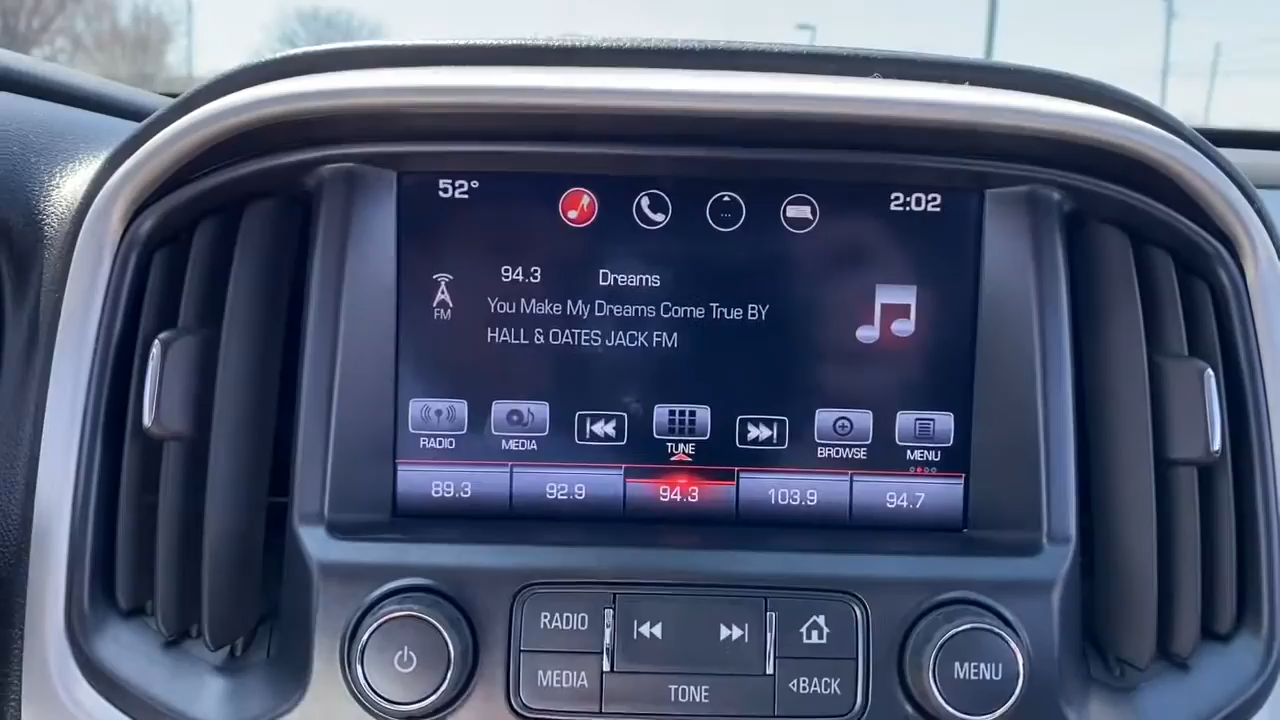 52°
2:02
94.3 Dreams
You Make My Dreams Come True BY
HALL & OATES JACK FM
FM
RADIO
MEDIA
TUNE
BROWSE
MENU
89.3
92.9
94.3
103.9
94.7
RADIO
MEDIA
TONE
BACK
MENU